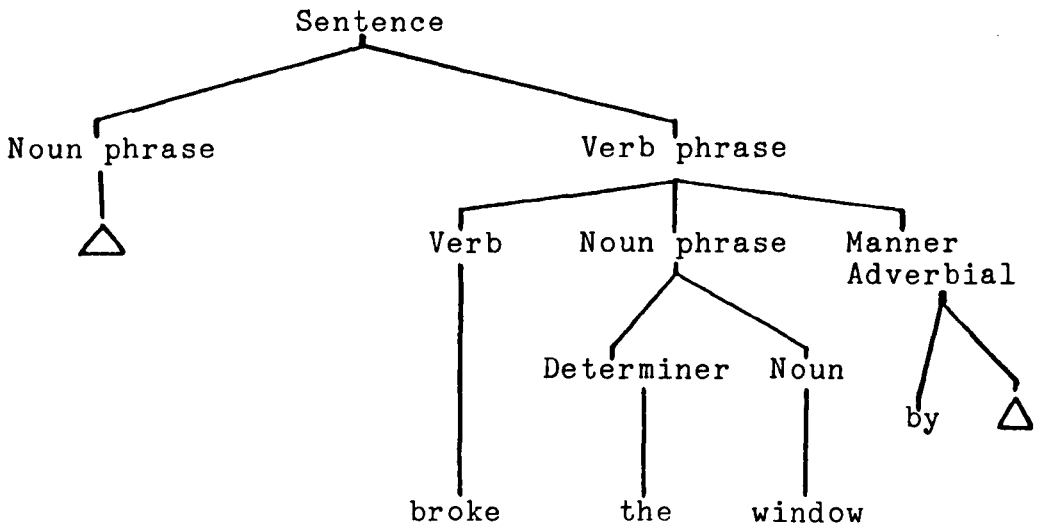 Sentence
Noun phrase Verb phrase
Verb Noun phrase Manner
Adverbial
Determiner Noun
by
broke the window